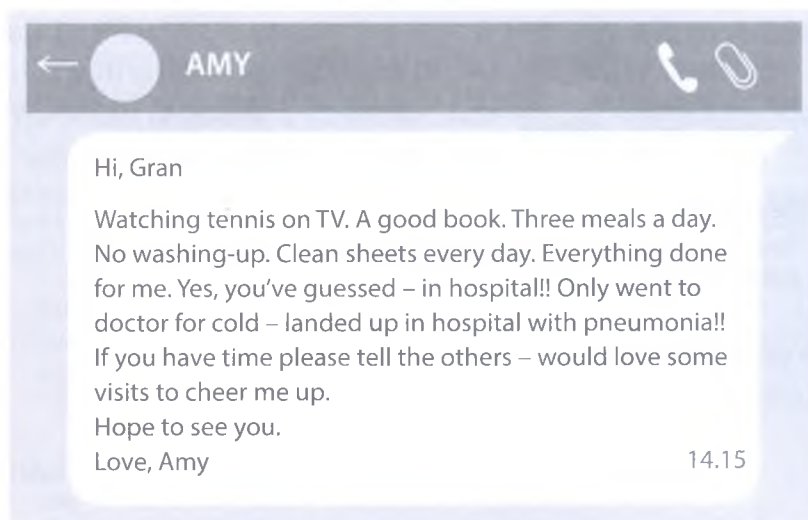 AMY
Hi, Gran
Watching tennis on TV. A good book. Three meals a day.
No washing-up. Clean sheets every day. Everything done
for me. Yes, you've guessed – in hospital!! Only went to
doctor for cold – landed up in hospital with pneumonia!!
If you have time please tell the others – would love some
visits to cheer me up.
Hope to see you.
Love, Amy 14.15